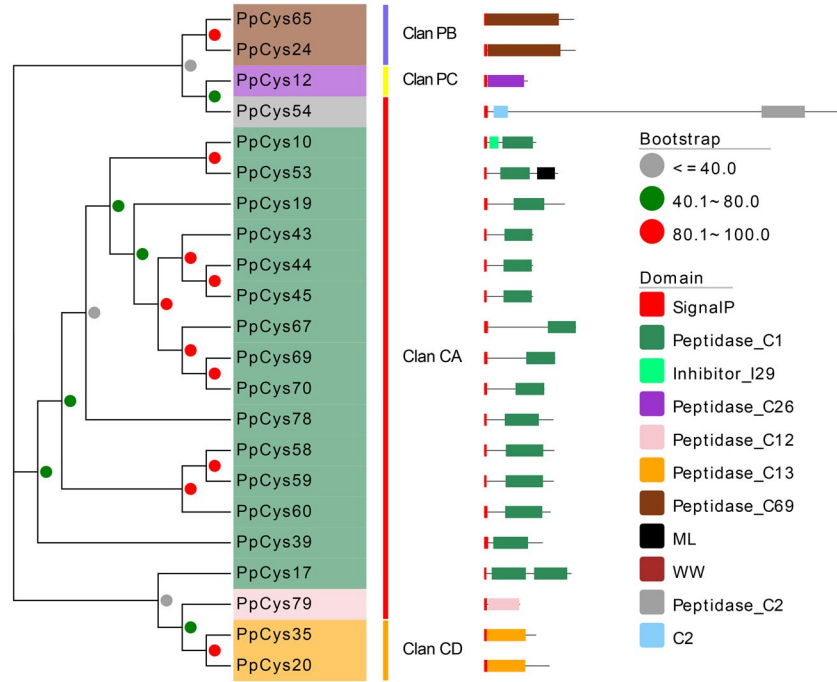 PpCys65
PpCys24
PpCys12
PpCys54
PpCys10
PpCys53
PpCys19
PpCys43
PpCys44
PpCys45
PpCys67
PpCys69
PpCys70
PpCys78
PpCys58
PpCys59
PpCys60
PpCys39
PpCys17
PpCys79
PpCys35
PpCys20
Clan PB
Clan PC
Clan CA
Clan CD
Bootstrap
<=40.0
40.1~80.0
80.1~100.0
Domain
SignalP
Peptidase_C1
Inhibitor_I29
Peptidase_C26
Peptidase_C12
Peptidase_C13
Peptidase_C69
ML
WW
Peptidase_C2
C2